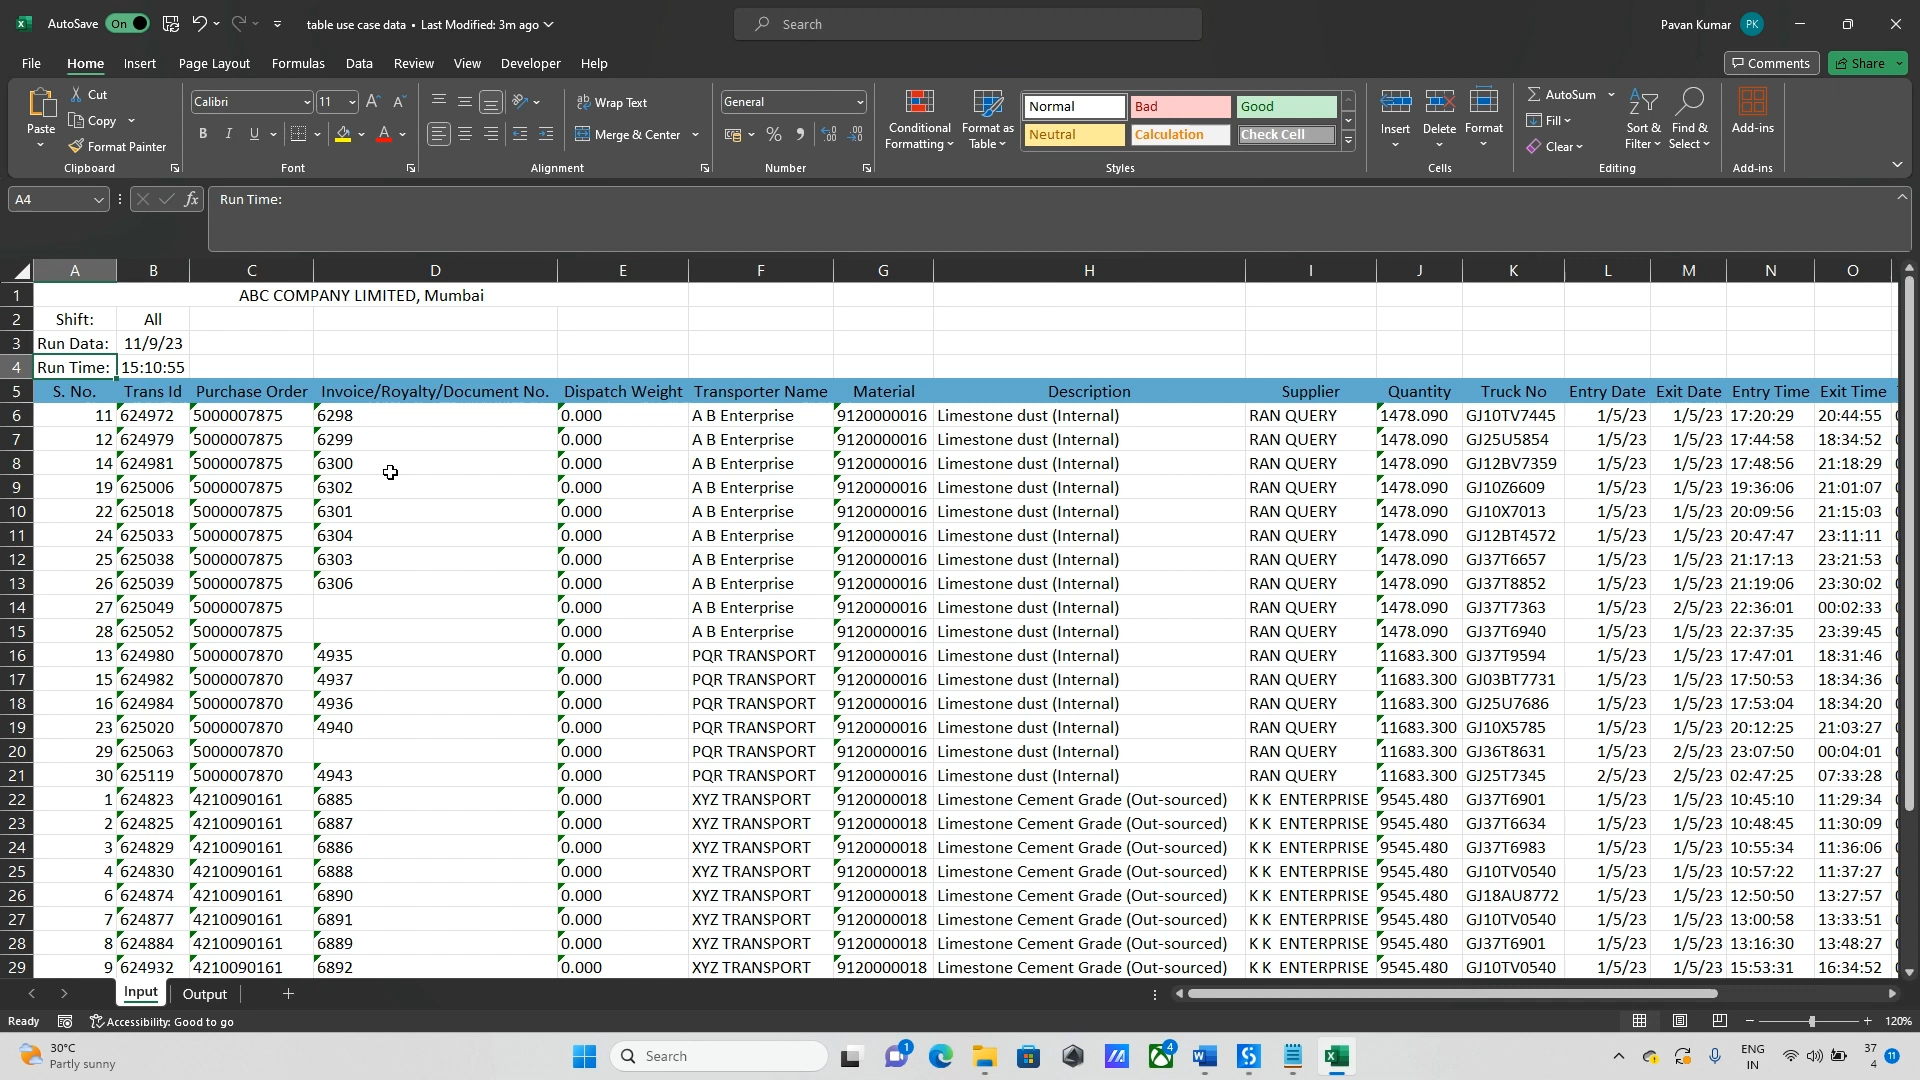 AutoSave On table use case data • Last Modified: 3m ago Search Pavan Kumar PK
File Home Insert Page Layout Formulas Data Review View Developer Help Comments Share
Paste Cut Copy Format Painter Clipboard
Calibri 11 A A B I U A Font
Wrap Text Merge & Center Alignment
General % , Number
Conditional Formatting Format as Table Normal Bad Good Neutral Calculation Check Cell Styles
Insert Delete Format Cells
AutoSum Fill Clear Sort & Filter Find & Select Editing
Add-ins Add-ins
A4 fx Run Time:
A B C D E F G H I J K L M N O
1 ABC COMPANY LIMITED, Mumbai
2 Shift: All
3 Run Data: 11/9/23
4 Run Time: 15:10:55
5 S. No. Trans Id Purchase Order Invoice/Royalty/Document No. Dispatch Weight Transporter Name Material Description Supplier Quantity Truck No Entry Date Exit Date Entry Time Exit Time
6 11 624972 5000007875 6298 0.000 A B Enterprise 9120000016 Limestone dust (Internal) RAN QUERY 1478.090 GJ10TV7445 1/5/23 1/5/23 17:20:29 20:44:55
7 12 624979 5000007875 6299 0.000 A B Enterprise 9120000016 Limestone dust (Internal) RAN QUERY 1478.090 GJ25U5854 1/5/23 1/5/23 17:44:58 18:34:52
8 14 624981 5000007875 6300 0.000 A B Enterprise 9120000016 Limestone dust (Internal) RAN QUERY 1478.090 GJ12BV7359 1/5/23 1/5/23 17:48:56 21:18:29
9 19 625006 5000007875 6302 0.000 A B Enterprise 9120000016 Limestone dust (Internal) RAN QUERY 1478.090 GJ10Z6609 1/5/23 1/5/23 19:36:06 21:01:07
10 22 625018 5000007875 6301 0.000 A B Enterprise 9120000016 Limestone dust (Internal) RAN QUERY 1478.090 GJ10X7013 1/5/23 1/5/23 20:09:56 21:15:03
11 24 625033 5000007875 6304 0.000 A B Enterprise 9120000016 Limestone dust (Internal) RAN QUERY 1478.090 GJ12BT4572 1/5/23 1/5/23 20:47:47 23:11:11
12 25 625038 5000007875 6303 0.000 A B Enterprise 9120000016 Limestone dust (Internal) RAN QUERY 1478.090 GJ37T6657 1/5/23 1/5/23 21:17:13 23:21:53
13 26 625039 5000007875 6306 0.000 A B Enterprise 9120000016 Limestone dust (Internal) RAN QUERY 1478.090 GJ37T8852 1/5/23 1/5/23 21:19:06 23:30:02
14 27 625049 5000007875 0.000 A B Enterprise 9120000016 Limestone dust (Internal) RAN QUERY 1478.090 GJ37T7363 1/5/23 2/5/23 22:36:01 00:02:33
15 28 625052 5000007875 0.000 A B Enterprise 9120000016 Limestone dust (Internal) RAN QUERY 1478.090 GJ37T6940 1/5/23 1/5/23 22:37:35 23:39:45
16 13 624980 5000007870 4935 0.000 PQR TRANSPORT 9120000016 Limestone dust (Internal) RAN QUERY 11683.300 GJ37T9594 1/5/23 1/5/23 17:47:01 18:31:46
17 15 624982 5000007870 4937 0.000 PQR TRANSPORT 9120000016 Limestone dust (Internal) RAN QUERY 11683.300 GJ03BT7731 1/5/23 1/5/23 17:50:53 18:34:36
18 16 624984 5000007870 4936 0.000 PQR TRANSPORT 9120000016 Limestone dust (Internal) RAN QUERY 11683.300 GJ25U7686 1/5/23 1/5/23 17:53:04 18:34:20
19 23 625020 5000007870 4940 0.000 PQR TRANSPORT 9120000016 Limestone dust (Internal) RAN QUERY 11683.300 GJ10X5785 1/5/23 1/5/23 20:12:25 21:03:27
20 29 625063 5000007870 0.000 PQR TRANSPORT 9120000016 Limestone dust (Internal) RAN QUERY 11683.300 GJ36T8631 1/5/23 2/5/23 23:07:50 00:04:01
21 30 625119 5000007870 4943 0.000 PQR TRANSPORT 9120000016 Limestone dust (Internal) RAN QUERY 11683.300 GJ25T7345 2/5/23 2/5/23 02:47:25 07:33:28
22 1 624823 4210090161 6885 0.000 XYZ TRANSPORT 9120000018 Limestone Cement Grade (Out-sourced) K K ENTERPRISE 9545.480 GJ37T6901 1/5/23 1/5/23 10:45:10 11:29:34
23 2 624825 4210090161 6887 0.000 XYZ TRANSPORT 9120000018 Limestone Cement Grade (Out-sourced) K K ENTERPRISE 9545.480 GJ37T6634 1/5/23 1/5/23 10:48:45 11:30:09
24 3 624829 4210090161 6886 0.000 XYZ TRANSPORT 9120000018 Limestone Cement Grade (Out-sourced) K K ENTERPRISE 9545.480 GJ37T6983 1/5/23 1/5/23 10:55:34 11:36:06
25 4 624830 4210090161 6888 0.000 XYZ TRANSPORT 9120000018 Limestone Cement Grade (Out-sourced) K K ENTERPRISE 9545.480 GJ10TV0540 1/5/23 1/5/23 10:57:22 11:37:27
26 6 624874 4210090161 6890 0.000 XYZ TRANSPORT 9120000018 Limestone Cement Grade (Out-sourced) K K ENTERPRISE 9545.480 GJ18AU8772 1/5/23 1/5/23 12:50:50 13:27:57
27 7 624877 4210090161 6891 0.000 XYZ TRANSPORT 9120000018 Limestone Cement Grade (Out-sourced) K K ENTERPRISE 9545.480 GJ10TV0540 1/5/23 1/5/23 13:00:58 13:33:51
28 8 624884 4210090161 6889 0.000 XYZ TRANSPORT 9120000018 Limestone Cement Grade (Out-sourced) K K ENTERPRISE 9545.480 GJ37T6901 1/5/23 1/5/23 13:16:30 13:48:27
29 9 624932 4210090161 6892 0.000 XYZ TRANSPORT 9120000018 Limestone Cement Grade (Out-sourced) K K ENTERPRISE 9545.480 GJ10TV0540 1/5/23 1/5/23 15:53:31 16:34:52
Input Output
Ready Accessibility: Good to go 120%
30°C
Partly sunny
Search 1 4 ENG
IN 37
4 11